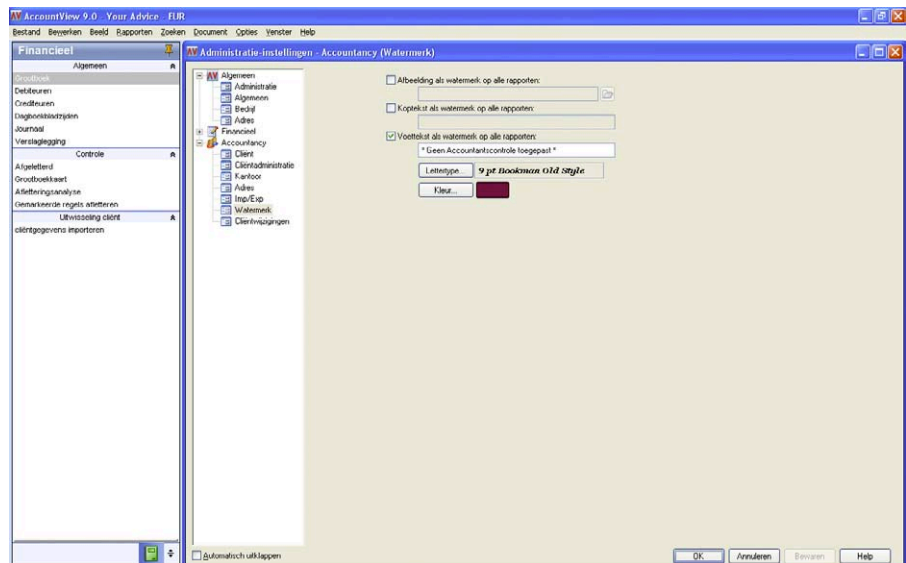 AccountView 9.0 - Your Advice - EUR
Bestand Bewerken Beeld Rapporten Zoeken Document Opties Venster Help
Financieel
Algemeen
Grootboek
Debiteuren
Crediteuren
Dagboekbladzijden
Journaal
Verslaglegging
Controle
Afgeletterd
Grootboekkaart
Afletteringsanalyse
Gemarkeerde regels afletteren
Uitwisseling cliënt
cliëntgegevens importeren
Administratie-instellingen - Accountancy (Watermerk)
Algemeen
Administratie
Algemeen
Bedrijf
Adres
Financieel
Accountancy
Cliënt
Cliëntadministratie
Kantoor
Adres
Imp/Exp
Watermerk
Cliëntwijzigingen
Automatisch uitklappen
Afbeelding als watermerk op alle rapporten:
Koptekst als watermerk op alle rapporten:
Voettekst als watermerk op alle rapporten:
* Geen Accountantscontrole toegepast *
Lettertype... 9 pt Bookman Old Style
Kleur...
OK Annuleren Bewaren Help